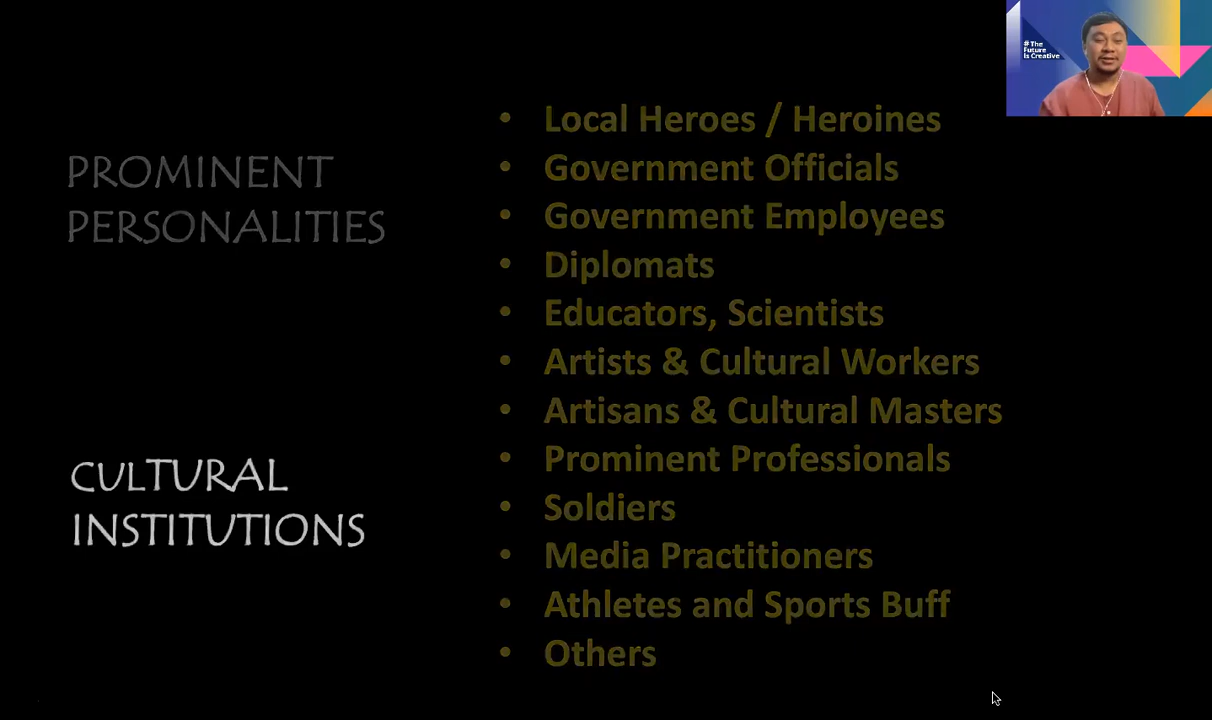 # The
Future
is Creative
PROMINENT
PERSONALITIES
• Local Heroes / Heroines
• Government Officials
• Government Employees
• Diplomats
• Educators, Scientists
• Artists & Cultural Workers
• Artisans & Cultural Masters
• Prominent Professionals
• Soldiers
• Media Practitioners
• Athletes and Sports Buff
• Others
CULTURAL
INSTITUTIONS